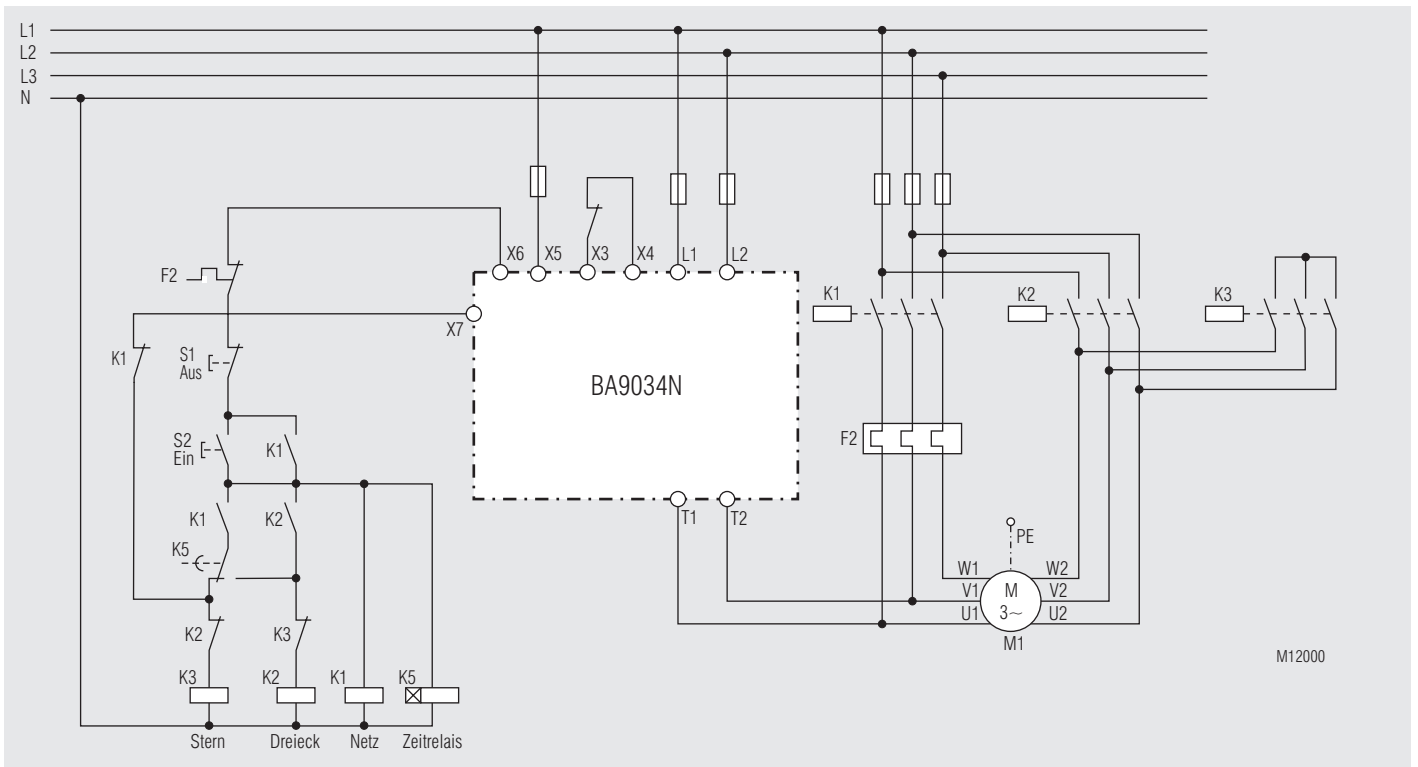 L1
L2
L3
N
X6 X5 X3 X4 L1 L2
F2
X7
K1
K2
K3
K1
S1
Aus
BA9034N
S2
Ein
K1
F2
K1
K2
K5
T1 T2
PE
W1 W2
V1 M V2
U1 3~ U2
M1
K2
K3
M12000
K3 K2 K1 K5
Stern Dreieck Netz Zeitrelais